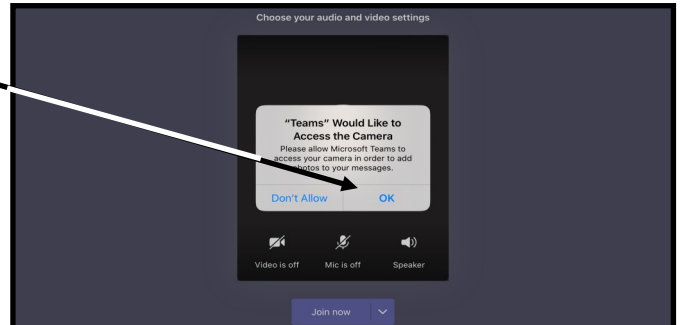 Choose your audio and video settings
“Teams” Would Like to
Access the Camera
Please allow Microsoft Teams to
access your camera in order to add
photos to your messages.
Don't Allow
OK
Video is off
Mic is off
Speaker
Join now